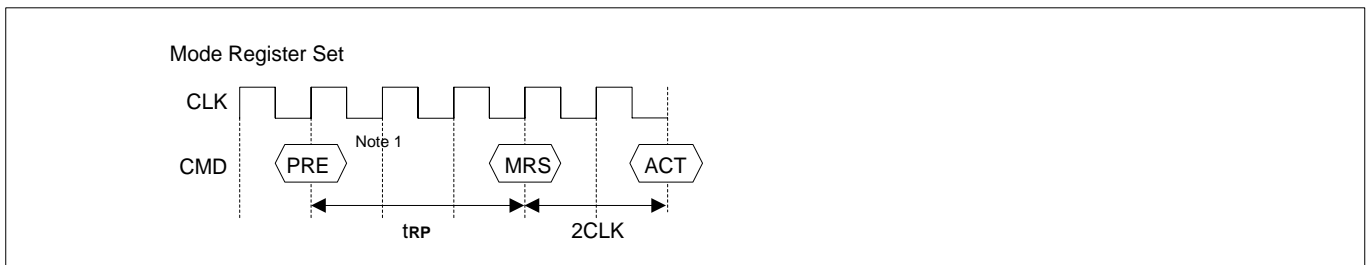 Mode Register Set
CLK
Note 1
CMD PRE MRS ACT
tRP 2CLK